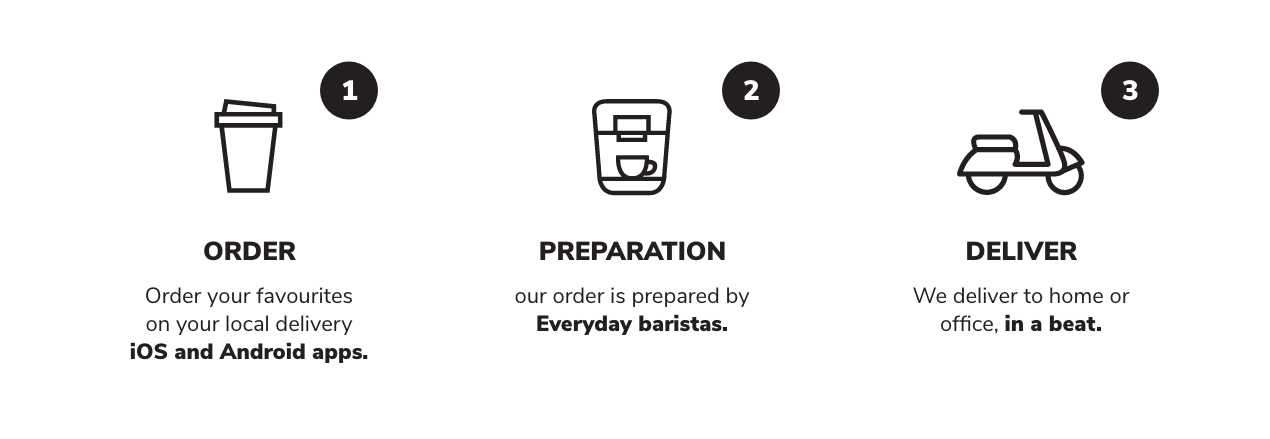 1
ORDER
Order your favourites
on your local delivery
iOS and Android apps.
2
PREPARATION
our order is prepared by
Everyday baristas.
3
DELIVER
We deliver to home or
office, in a beat.